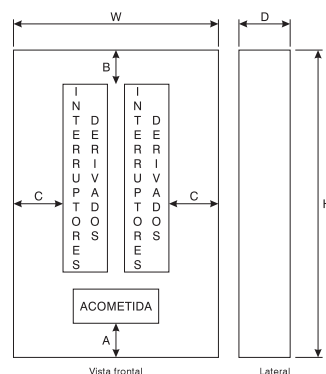 W
D
B
INTERRUPTORES
DERIVADOS
INTERRUPTORES
DERIVADOS
C
C
H
ACOMETIDA
A
Vista frontal
Lateral